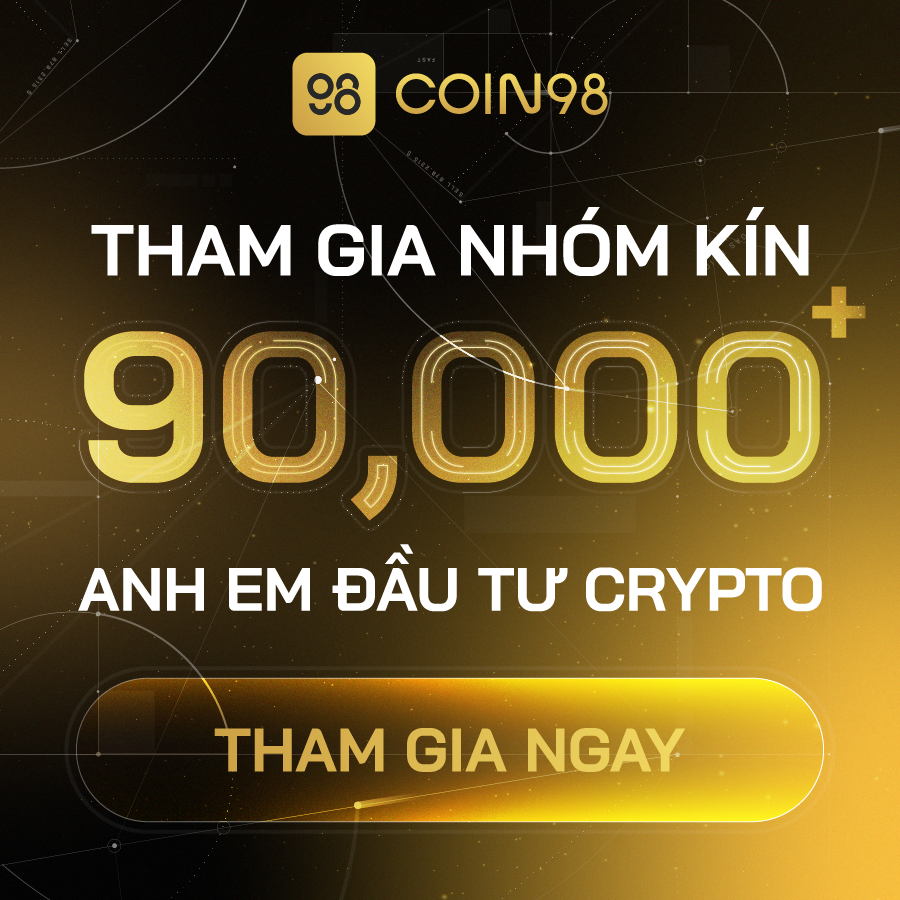 98 COIN98
THAM GIA NHÓM KÍN
90,000+
ANH EM ĐẦU TƯ CRYPTO
THAM GIA NGAY